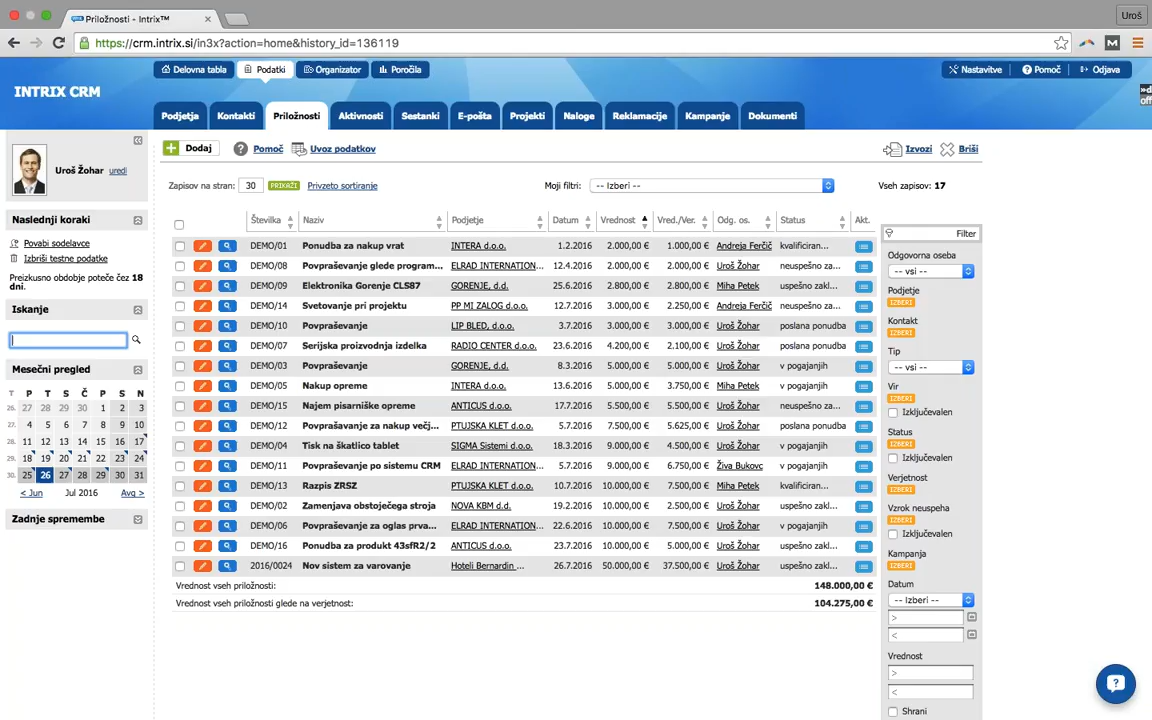 Priložnosti - Intrix™
Uroš
https://crm.intrix.si/in3x?action=home&history_id=136119
Delovna tabla
Podatki
Organizator
Poročila
Nastavitve
Pomoč
Odjava
INTRIX CRM
Podjetja
Kontakti
Priložnosti
Aktivnosti
Sestanki
E-pošta
Projekti
Naloge
Reklamacije
Kampanje
Dokumenti
Uroš Žohar uredi
Naslednji koraki
Povabi sodelavce
Izbriši testne podatke
Preizkusno obdobje poteče čez 18
dni.
Iskanje
Mesečni pregled
T P T S Č P S N
26. 27 28 29 30 1 2 3
27. 4 5 6 7 8 9 10
28. 11 12 13 14 15 16 17
29. 18 19 20 21 22 23 24
30. 25 26 27 28 29 30 31
< Jun Jul 2016 Avg >
Zadnje spremembe
Dodaj Pomoč Uvoz podatkov
Izvozi Briši
Zapisov na stran: 30 PRIKAŽI Privzeto sortiranje
Moji filtri: -- Izberi --
Vseh zapisov: 17
Številka Naziv Podjetje Datum Vrednost Vred./Ver. Odg. os. Status Akt.
DEMO/01 Ponudba za nakup vrat INTERA d.o.o. 1.2.2016 2.000,00 € 1.000,00 € Andreja Ferčič kvalificiran...
DEMO/08 Povpraševanje glede program... ELRAD INTERNATION... 12.4.2016 2.000,00 € 2.000,00 € Uroš Žohar neuspešno za...
DEMO/09 Elektronika Gorenje CLS87 GORENJE, d.d. 25.6.2016 2.800,00 € 2.800,00 € Miha Petek uspešno zakl...
DEMO/14 Svetovanje pri projektu PP MI ZALOG d.o.o. 12.7.2016 3.000,00 € 2.250,00 € Andreja Ferčič neuspešno za...
DEMO/10 Povpraševanje LIP BLED, d.o.o. 3.7.2016 3.000,00 € 3.000,00 € Uroš Žohar poslana ponudba
DEMO/07 Serijska proizvodnja izdelka RADIO CENTER d.o.o. 23.6.2016 4.200,00 € 2.100,00 € Uroš Žohar poslana ponudba
DEMO/03 Povpraševanje GORENJE, d.d. 8.3.2016 5.000,00 € 5.000,00 € Uroš Žohar v pogajanjih
DEMO/05 Nakup opreme INTERA d.o.o. 13.6.2016 5.000,00 € 3.750,00 € Miha Petek v pogajanjih
DEMO/15 Najem pisarniške opreme ANTICUS d.o.o. 17.7.2016 5.500,00 € 5.500,00 € Uroš Žohar neuspešno za...
DEMO/12 Povprašavanje za nakup večj... PTUJSKA KLET d.o.o. 5.7.2016 7.500,00 € 5.625,00 € Uroš Žohar poslana ponudba
DEMO/04 Tisk na škatlico tablet SIGMA Sistemi d.o.o. 18.3.2016 9.000,00 € 4.500,00 € Uroš Žohar v pogajanjih
DEMO/11 Povpraševanje po sistemu CRM ELRAD INTERNATION... 5.7.2016 9.000,00 € 6.750,00 € Živa Bukovc v pogajanjih
DEMO/13 Razpis ZRSZ PTUJSKA KLET d.o.o. 10.7.2016 10.000,00 € 7.500,00 € Miha Petek kvalificiran...
DEMO/02 Zamenjava obstoječega stroja NOVA KBM d.d. 19.2.2016 10.000,00 € 2.500,00 € Uroš Žohar uspešno zakl...
DEMO/06 Povpraševanje za oglas prva... ELRAD INTERNATION... 22.6.2016 10.000,00 € 7.500,00 € Uroš Žohar v pogajanjih
DEMO/16 Ponudba za produkt 43sfR2/2 ANTICUS d.o.o. 23.7.2016 10.000,00 € 5.000,00 € Uroš Žohar uspešno zakl...
2016/0024 Nov sistem za varovanje Hoteli Bernardin ... 26.7.2016 50.000,00 € 37.500,00 € Uroš Žohar uspešno zakl...
Vrednost vseh priložnosti: 148.000,00 €
Vrednost vseh priložnosti glede na verjetnost: 104.275,00 €
Filter
Odgovorna oseba
-- vsi --
Podjetje
IZBERI
Kontakt
IZBERI
Tip
-- vsi --
Vir
IZBERI
Izključevalen
Status
IZBERI
Izključevalen
Verjetnost
IZBERI
Vzrok neuspeha
IZBERI
Izključevalen
Kampanja
IZBERI
Datum
-- Izberi --
>
<
Vrednost
>
<
Shrani